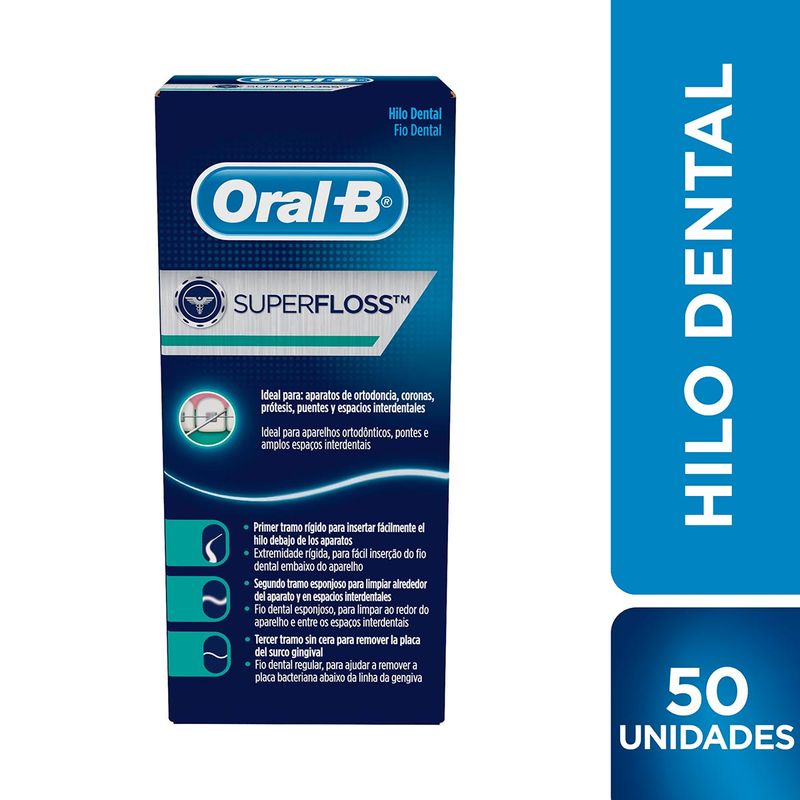 Oral-B
SUPERFLOSS
Hilo Dental
Fio Dental
Oral-B®
SUPERFLOSS™
Ideal para: aparatos de ortodoncia, coronas,
prótesis, puentes y espacios interdentales
Ideal para aparelhos ortodônticos, pontes e
amplos espaços interdentais
• Primer tramo rígido para insertar fácilmente el
hilo debajo de los aparatos
• Extremidade rígida, para fácil inserção do fio
dental embaixo do aparelho
• Segundo tramo esponjoso para limpiar alrededor
del aparato y en espacios interdentales
• Fio dental esponjoso, para limpar ao redor do
aparelho e entre os espaços interdentais
• Tercer tramo sin cera para remover la placa
del surco gingival
• Fio dental regular, para ajudar a remover a
placa bacteriana abaixo da linha da gengiva
HILO DENTAL
50
UNIDADES